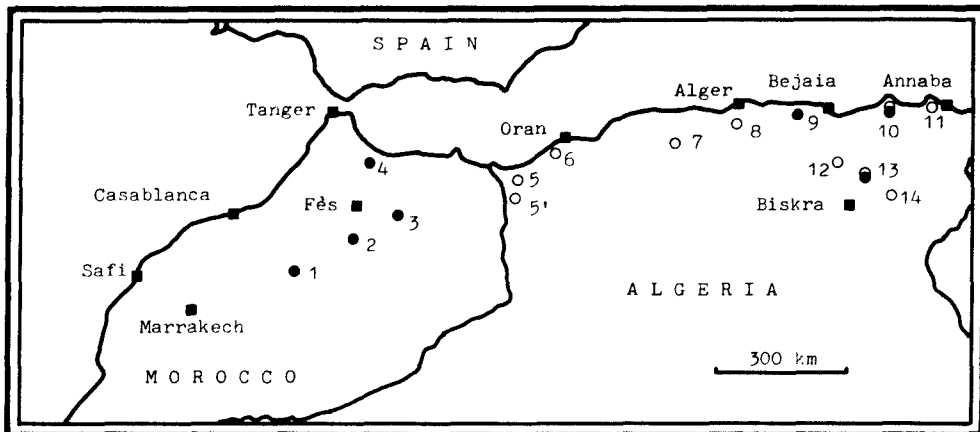 SPAIN
Alger
Bejaia
Annaba
Tanger
Oran
9
10
11
8
7
6
4
12
13
5
Casablanca
Fès
5'
Biskra
14
3
2
Safi
1
ALGERIA
Marrakech
300 km
MOROCCO